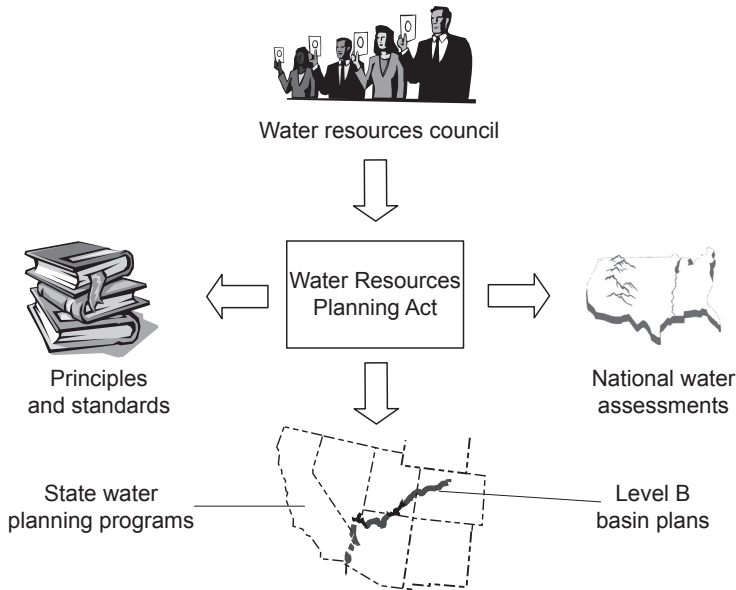 Water resources council
Water Resources
Planning Act
Principles
and standards
National water
assessments
State water
planning programs
Level B
basin plans